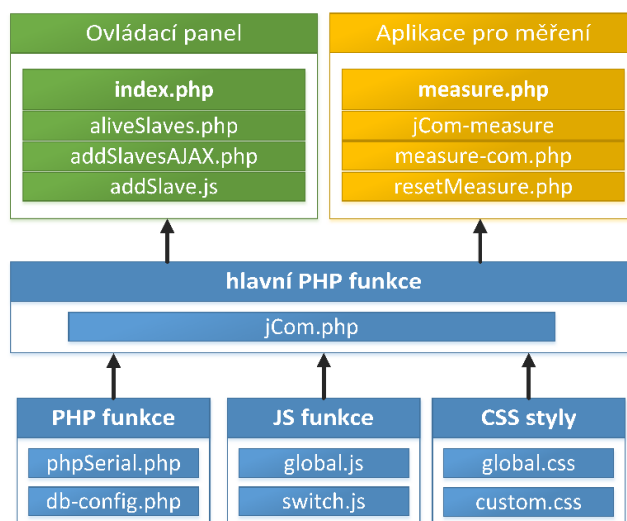 Ovládací panel
index.php
aliveSlaves.php
addSlavesAJAX.php
addSlave.js
Aplikace pro měření
measure.php
jCom-measure
measure-com.php
resetMeasure.php
hlavní PHP funkce
jCom.php
PHP funkce
phpSerial.php
db-config.php
JS funkce
global.js
switch.js
CSS styly
global.css
custom.css